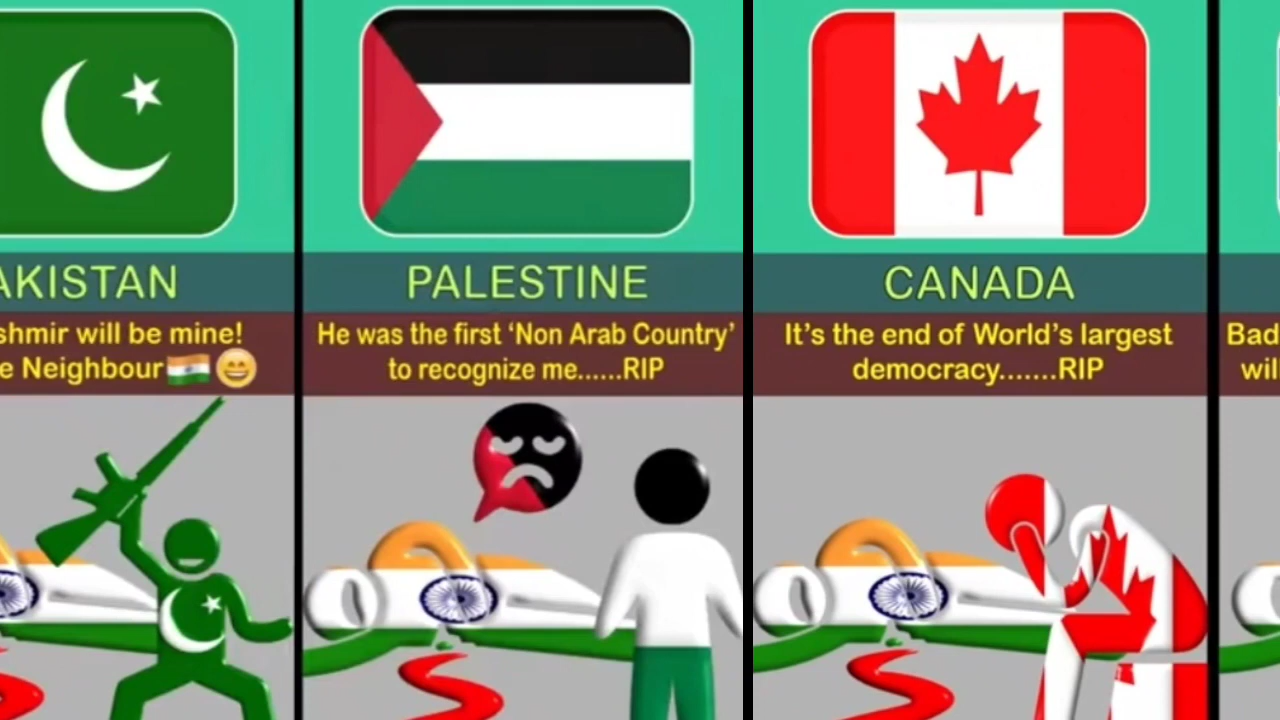 AKISTAN
shmir will be mine!
e Neighbour🇮🇳😄
PALESTINE
He was the first ‘Non Arab Country’
to recognize me......RIP
CANADA
It’s the end of World’s largest
democracy.......RIP
Bad
will